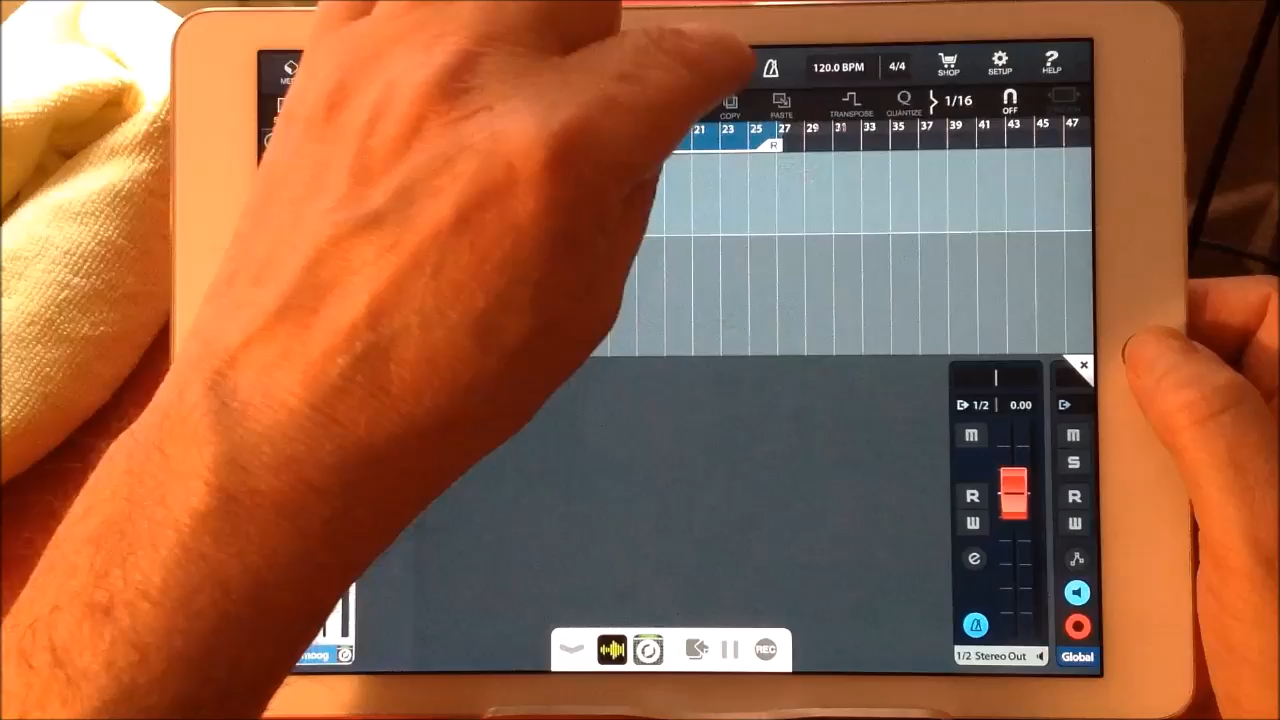 120.0 BPM 4/4 SHOP SETUP HELP
COPY PASTE TRANSPOSE Q QUANTIZE 1/16 OFF
21 23 25 27 29 31 33 35 37 39 41 43 45 47
R
1/2 0.00
m m
S
R R
W W
e
REC
moog 1/2 Stereo Out Global